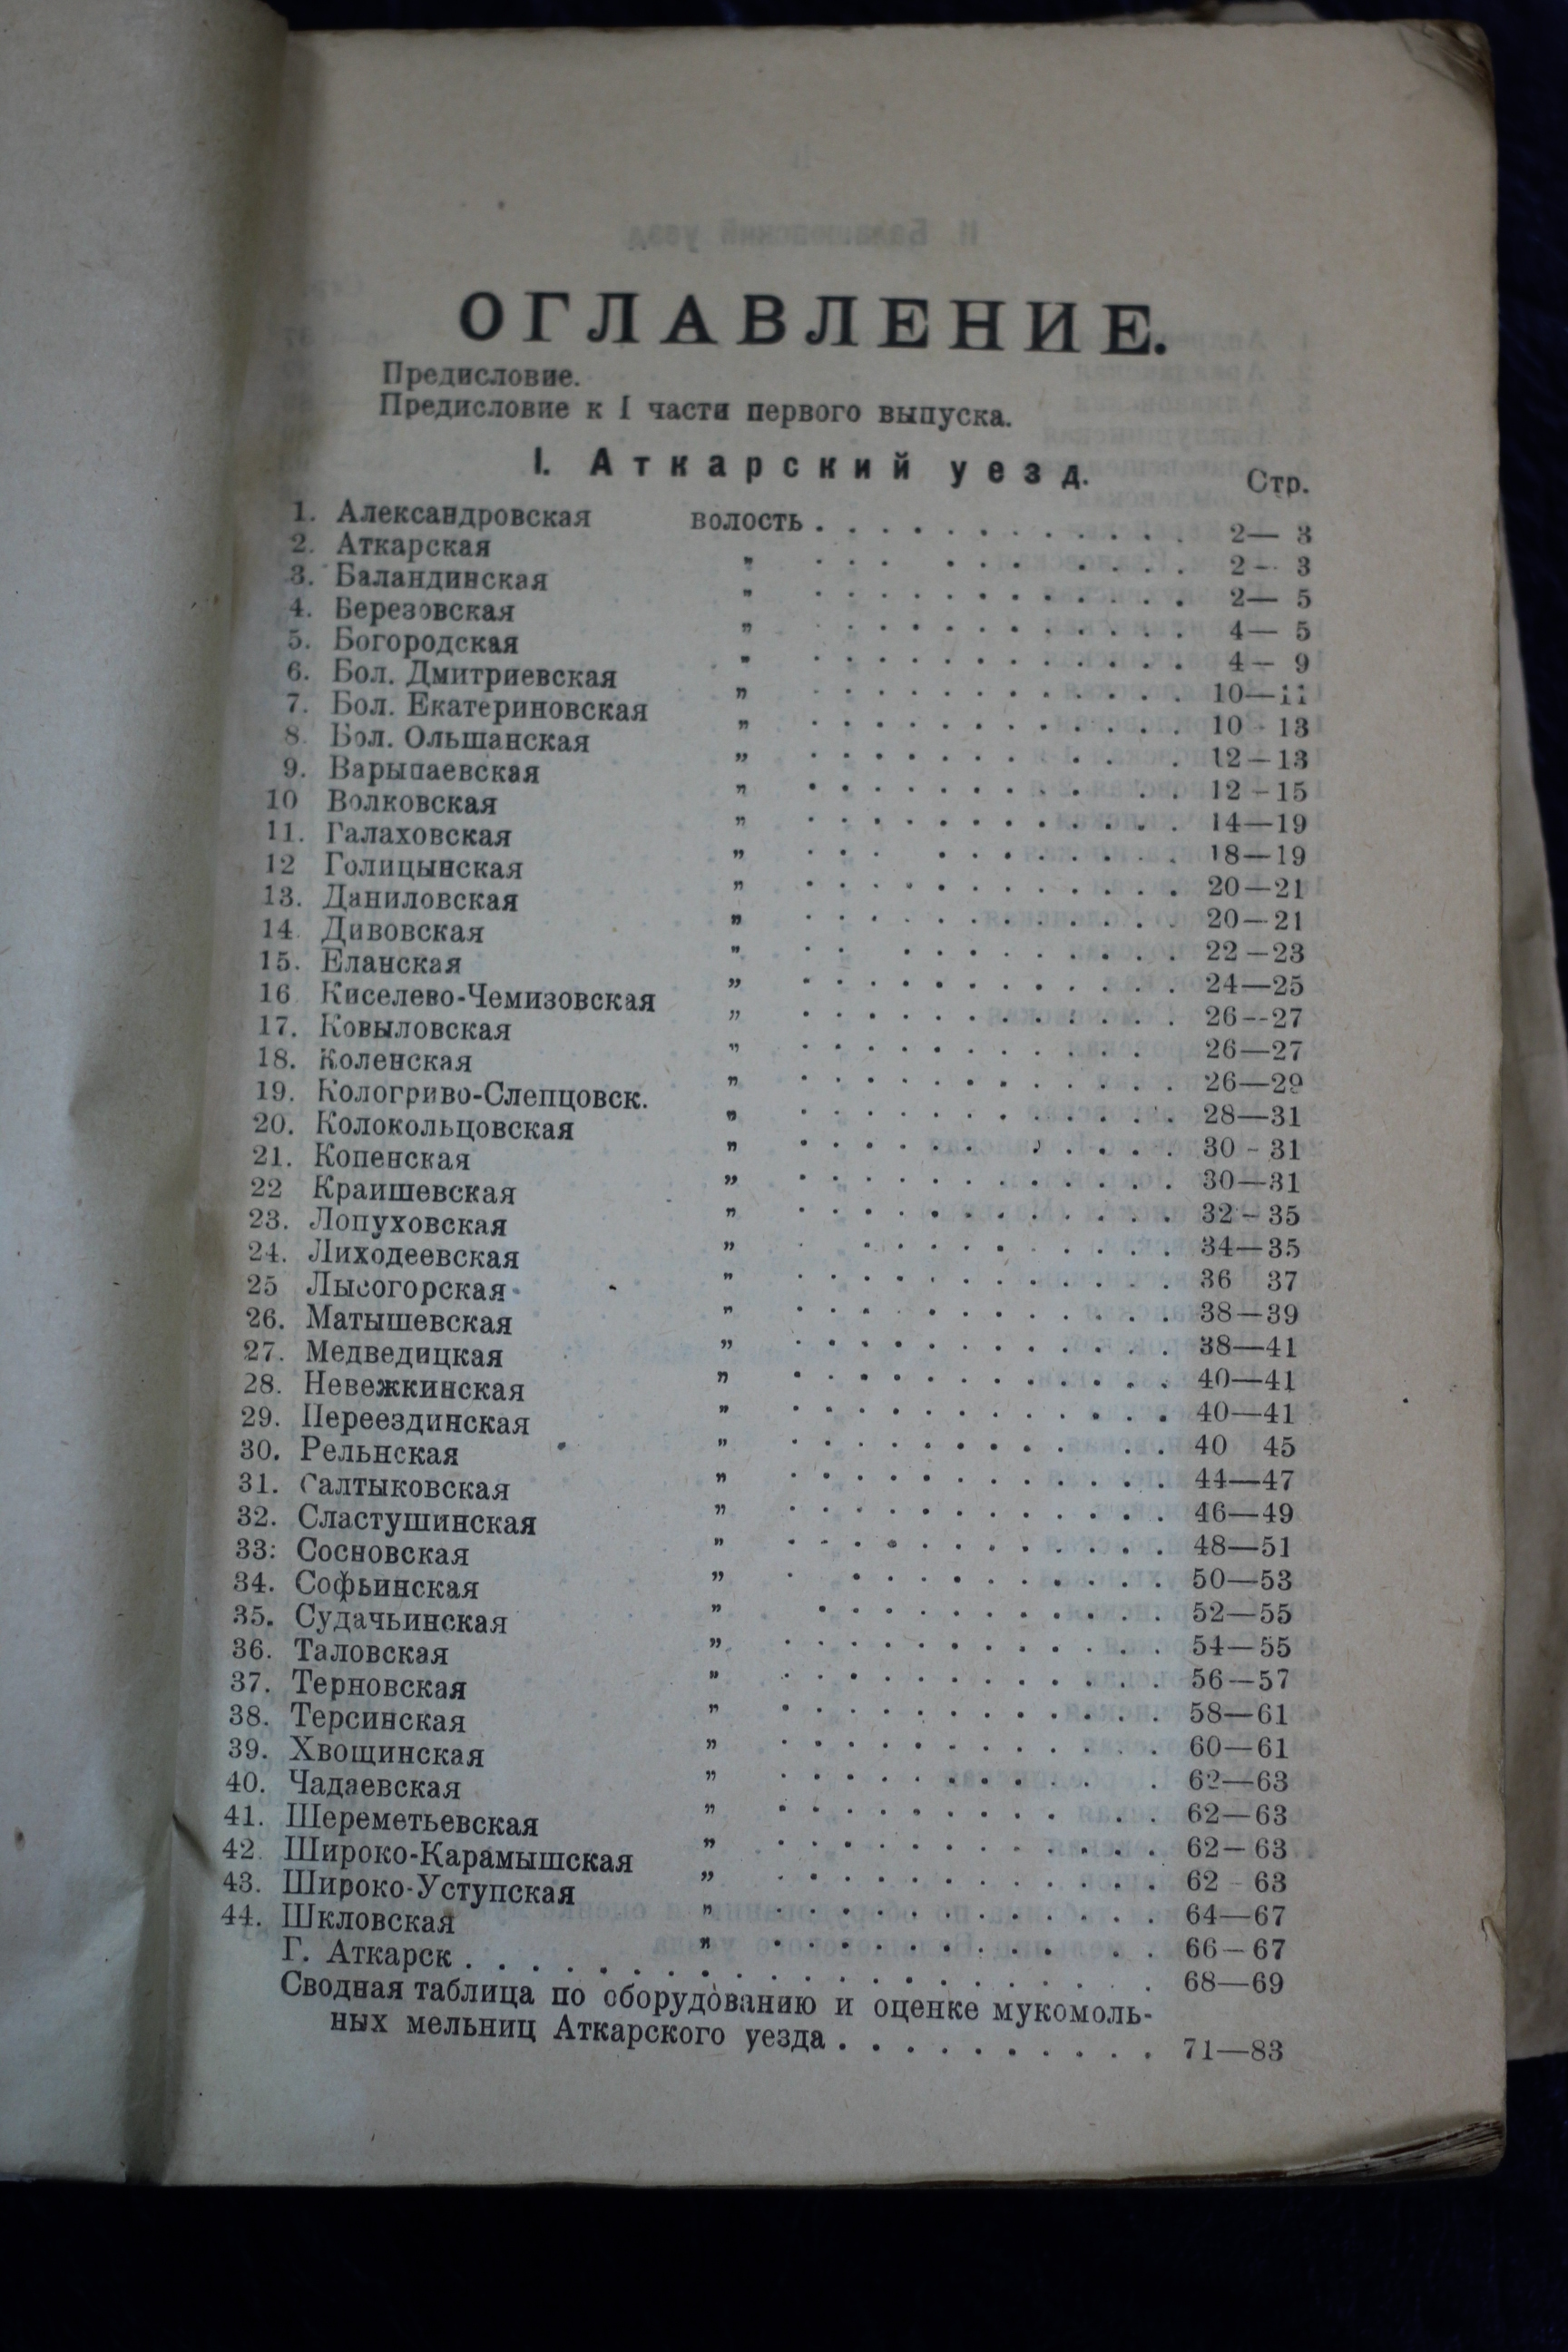 ОГЛАВЛЕНИЕ.
Предисловие.
Предисловие к I части первого выпуска.
I. Аткарский уезд.
Стр.
1. Александровская волость . . . . . . . . . . . . 2— 3
2. Аткарская " . . . . . . . . . . . 2— 3
3. Баландинская " . . . . . . . . . . . . 2— 5
4. Березовская " . . . . . . . . . . . 4— 5
5. Богородская " . . . . . . . . . . . . 4— 9
6. Бол. Дмитриевская " . . . . . . . . . . . . 10—11
7. Бол. Екатериновская " . . . . . . . . . . . . 10-13
8. Бол. Ольшанская " . . . . . . . . . . . . 12—13
9. Варыпаевская " . . . . . . . . . . . . 12—15
10 Волковская " . . . . . . . . . . . . 14—19
11. Галаховская " . . . . . . . . . . . 18—19
12 Голицынская " . . . . . . . . . . . . 20—21
13. Даниловская " . . . . . . . . . . . . 20—21
14. Дивовская " . . . . . . . . . . . 22—23
15. Еланская " . . . . . . . . . . . . 24—25
16 Киселево-Чемизовская " . . . . . . . . . . . . 26—27
17. Ковыловская " . . . . . . . . . . . 26—27
18. Коленская " . . . . . . . . . . . . 26—29
19. Кологриво-Слепцовск. " . . . . . . . . . . . . 28—31
20. Колокольцовская " . . . . . . . . . . . . 30-31
21. Копенская " . . . . . . . . . . . . 30—31
22 Краишевская " . . . . . . . . . . . . 32—35
23. Лопуховская " . . . . . . . . . . 34—35
24. Лиходеевская " . . . . . . . . . . . . 36 37
25 Лысогорская " . . . . . . . . . . . . 38—39
26. Матышевская " . . . . . . . . . . . . 38—41
27. Медведицкая " . . . . . . . . . . . . 40—41
28. Невежкинская " . . . . . . . . . . . . 40—41
29. Переездинская " . . . . . . . . . . . . 40 45
30. Рельнская " . . . . . . . . . . . . 44—47
31. Салтыковская " . . . . . . . . . . . . 46—49
32. Сластушинская " . . . . . . . . . . . . 48—51
33: Сосновская " . . . . . . . . . . . 50—53
34. Софьинская " . . . . . . . . . . . 52—55
35. Судачьинская " . . . . . . . . . . . . 54—55
36. Таловская " . . . . . . . . . . . . 56—57
37. Терновская " . . . . . . . . . . . . 58—61
38. Терсинская " . . . . . . . . . . . . 60—61
39. Хвощинская " . . . . . . . . . . . 62—63
40. Чадаевская " . . . . . . . . . . . 62—63
41. Шереметьевская " . . . . . . . . . . . . 62—63
42. Широко-Карамышская " . . . . . . . . . . . . 62 63
43. Широко-Уступская " . . . . . . . . . . . . 64—67
44. Шкловская " . . . . . . . . . . . . 66—67
Г. Аткарск . . . . . . . . . . . . . . . . . . . . . 68—69
Сводная таблица по оборудованию и оценке мукомоль-
ных мельниц Аткарского уезда . . . . . . . . . . 71—83